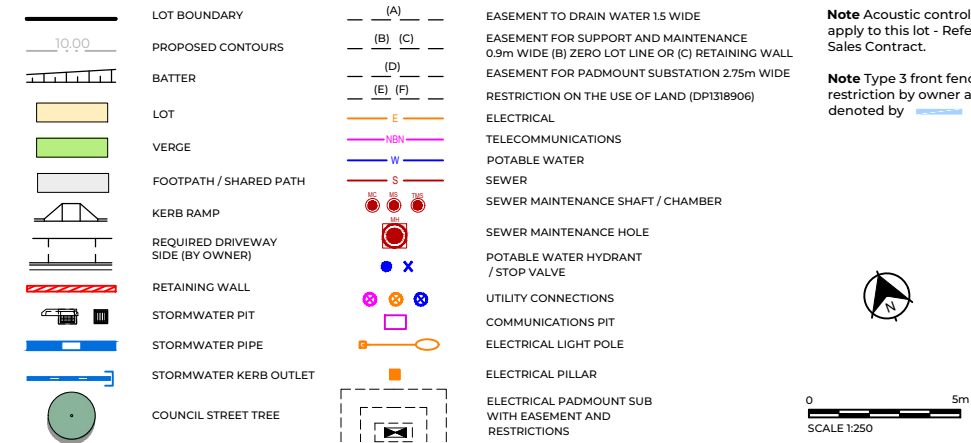 LOT BOUNDARY
10.00
PROPOSED CONTOURS
BATTER
LOT
VERGE
FOOTPATH / SHARED PATH
KERB RAMP
REQUIRED DRIVEWAY
SIDE (BY OWNER)
RETAINING WALL
STORMWATER PIT
STORMWATER PIPE
STORMWATER KERB OUTLET
COUNCIL STREET TREE
(A)
EASEMENT TO DRAIN WATER 1.5 WIDE
(B) (C)
EASEMENT FOR SUPPORT AND MAINTENANCE
0.9m WIDE (B) ZERO LOT LINE OR (C) RETAINING WALL
(D)
EASEMENT FOR PADMOUNT SUBSTATION 2.75m WIDE
(E) (F)
RESTRICTION ON THE USE OF LAND (DP1318906)
E
ELECTRICAL
NBN
TELECOMMUNICATIONS
W
POTABLE WATER
S
SEWER
MC MS TMS
SEWER MAINTENANCE SHAFT / CHAMBER
MH
SEWER MAINTENANCE HOLE
POTABLE WATER HYDRANT
/ STOP VALVE
UTILITY CONNECTIONS
COMMUNICATIONS PIT
ELECTRICAL LIGHT POLE
ELECTRICAL PILLAR
ELECTRICAL PADMOUNT SUB
WITH EASEMENT AND
RESTRICTIONS
Note Acoustic control
apply to this lot - Refe
Sales Contract.
Note Type 3 front fenc
restriction by owner a
denoted by
N
0 5m
SCALE 1:250